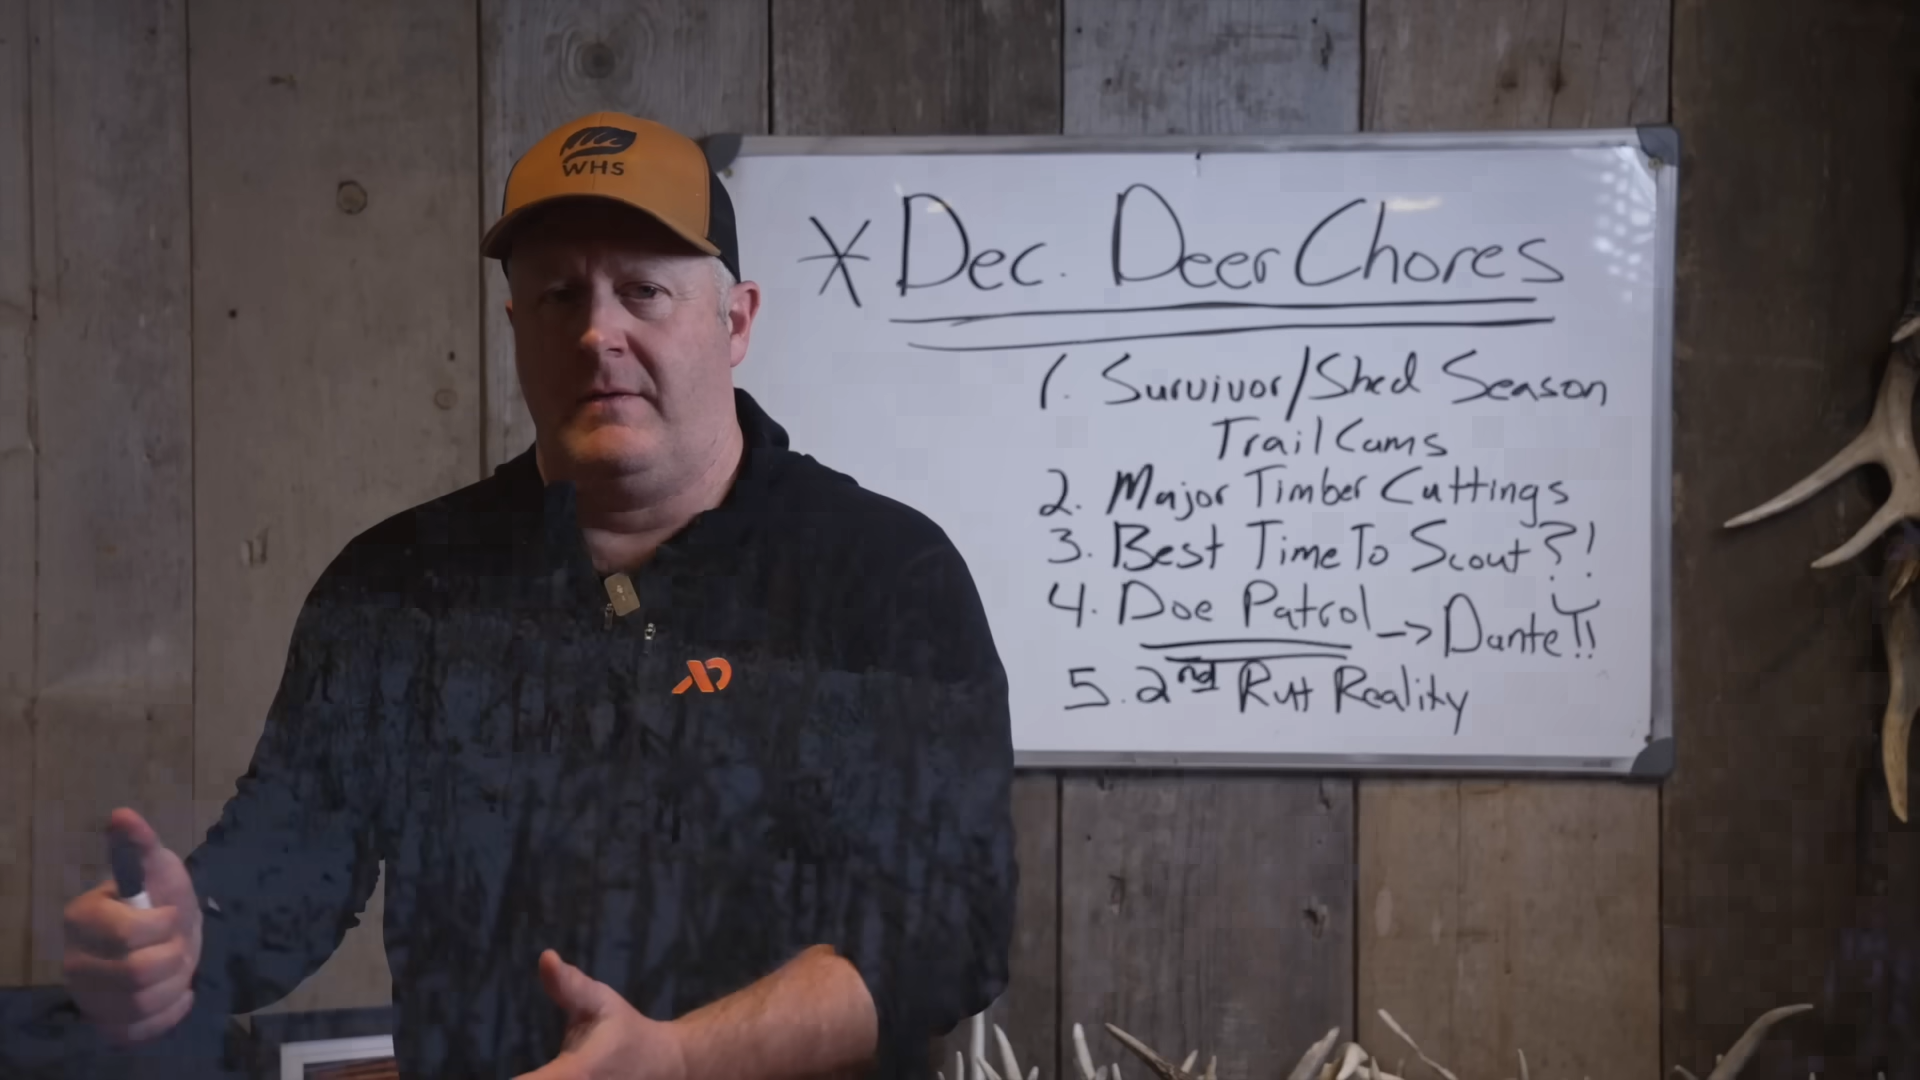 WHS
* Dec. Deer Chores
1. Survivor/Shed Season
Trail Cams
2. Major Timber Cuttings
3. Best Time To Scout?!
4. Doe Patrol -> Dante!!
5. 2nd Rut Reality